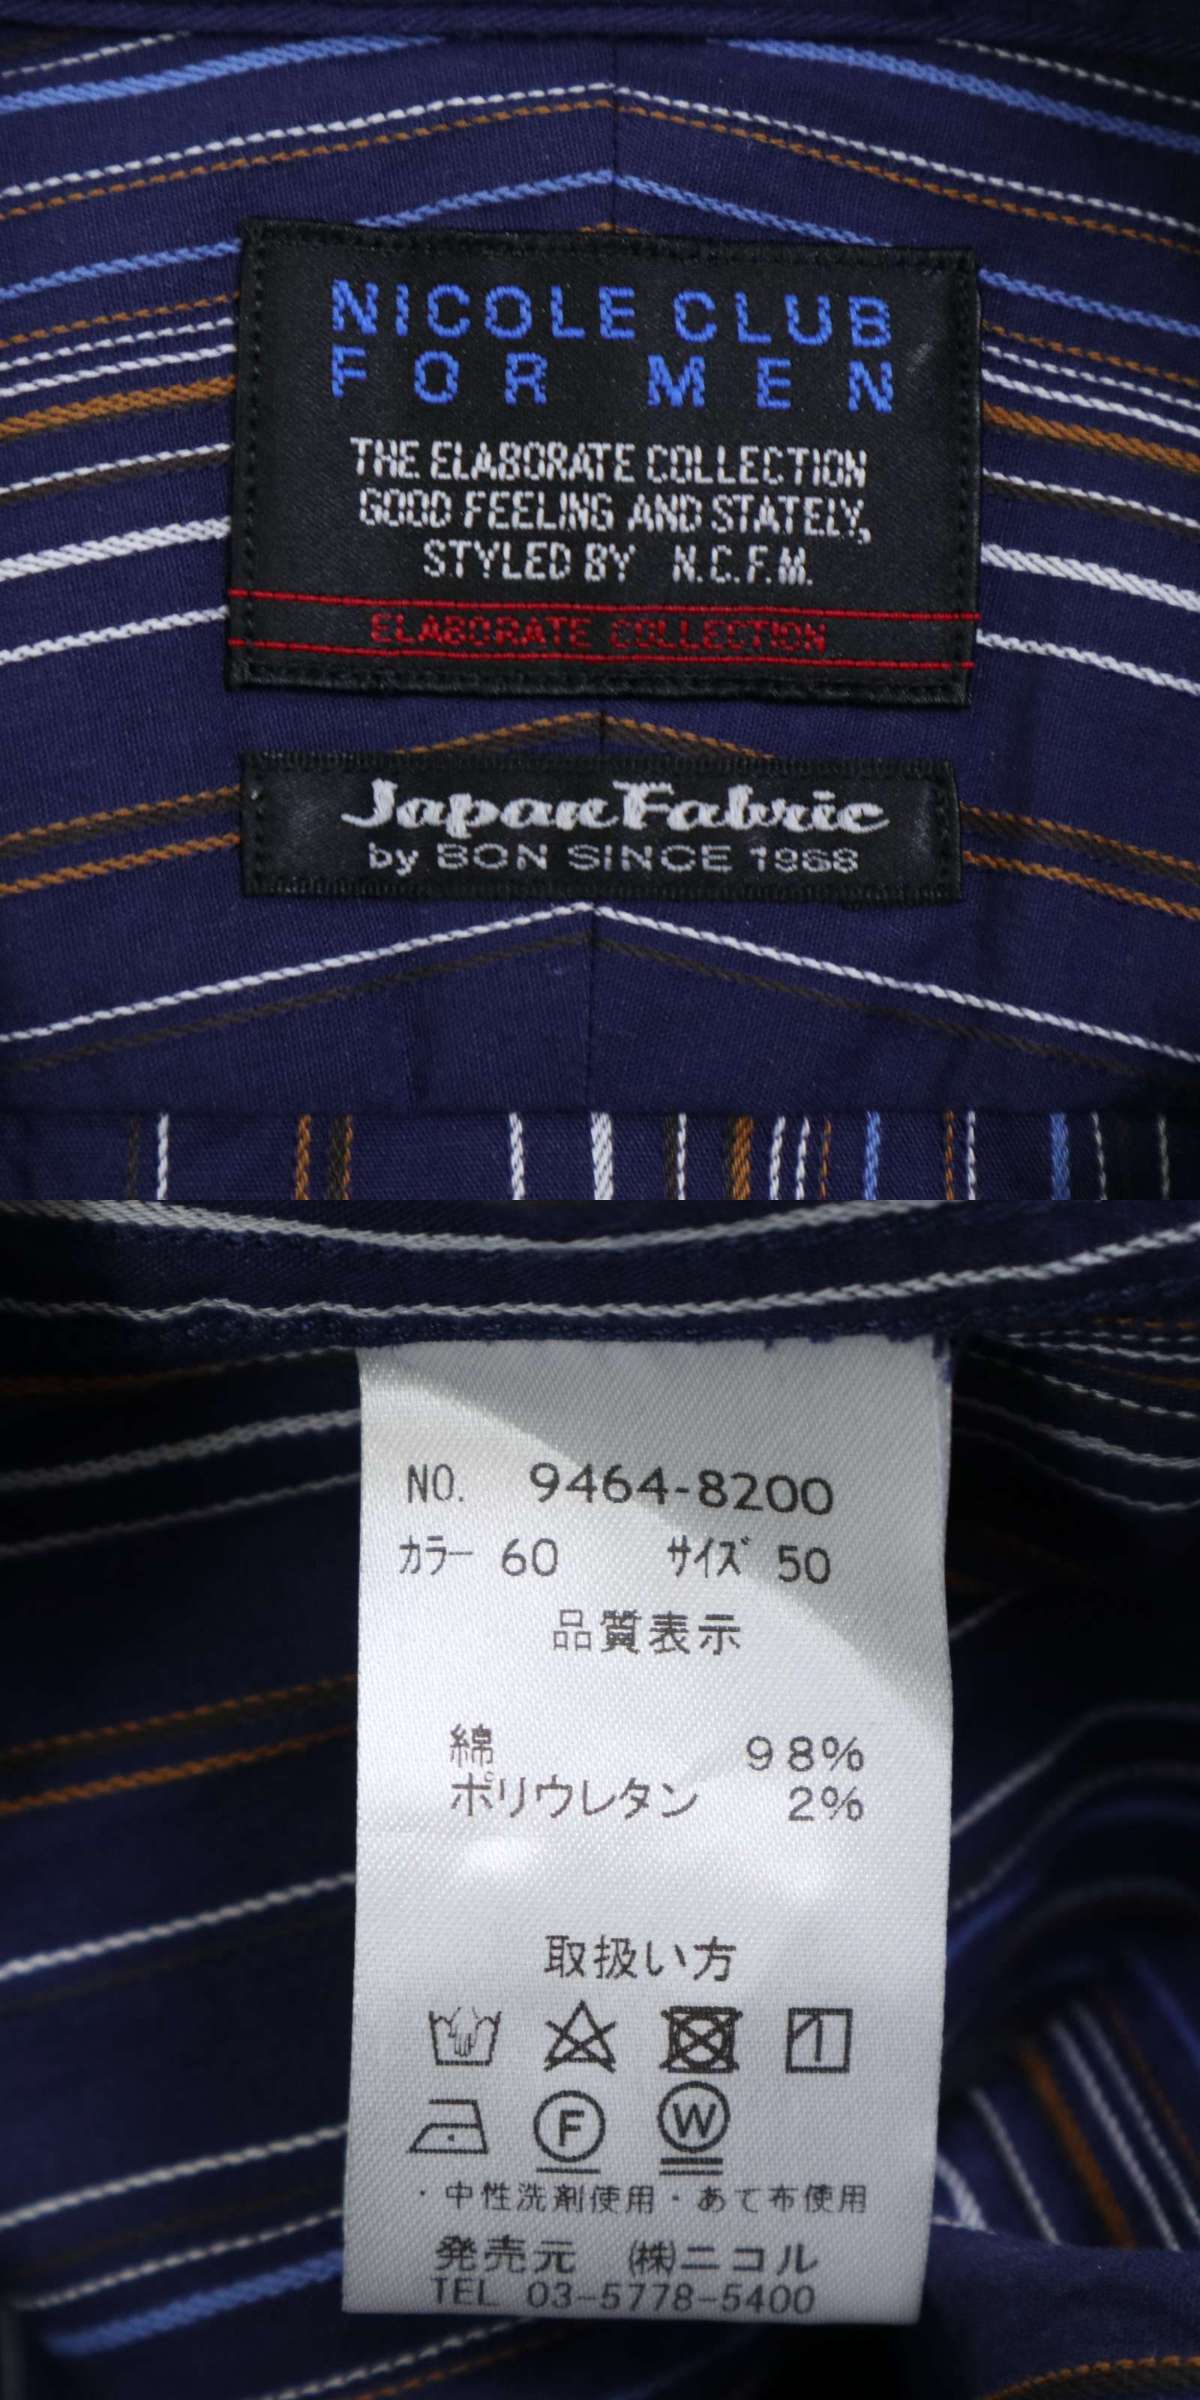 NICOLE CLUB
FOR MEN
THE ELABORATE COLLECTION
GOOD FEELING AND STATELY,
STYLED BY N.C.F.M.
ELABORATE COLLECTION
Japan Fabric
by BON SINCE 1968
NO. 9464-8200
カラー 60 サイズ 50
品質表示
綿 98%
ポリウレタン 2%
取扱い方
F W
・中性洗剤使用・あて布使用
発売元 (株)ニコル
TEL 03-5778-5400